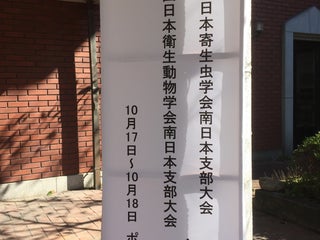 日本寄生虫学会南日本支部大会
日本衛生動物学会南日本支部大会
10月17日～10月18日 ポ